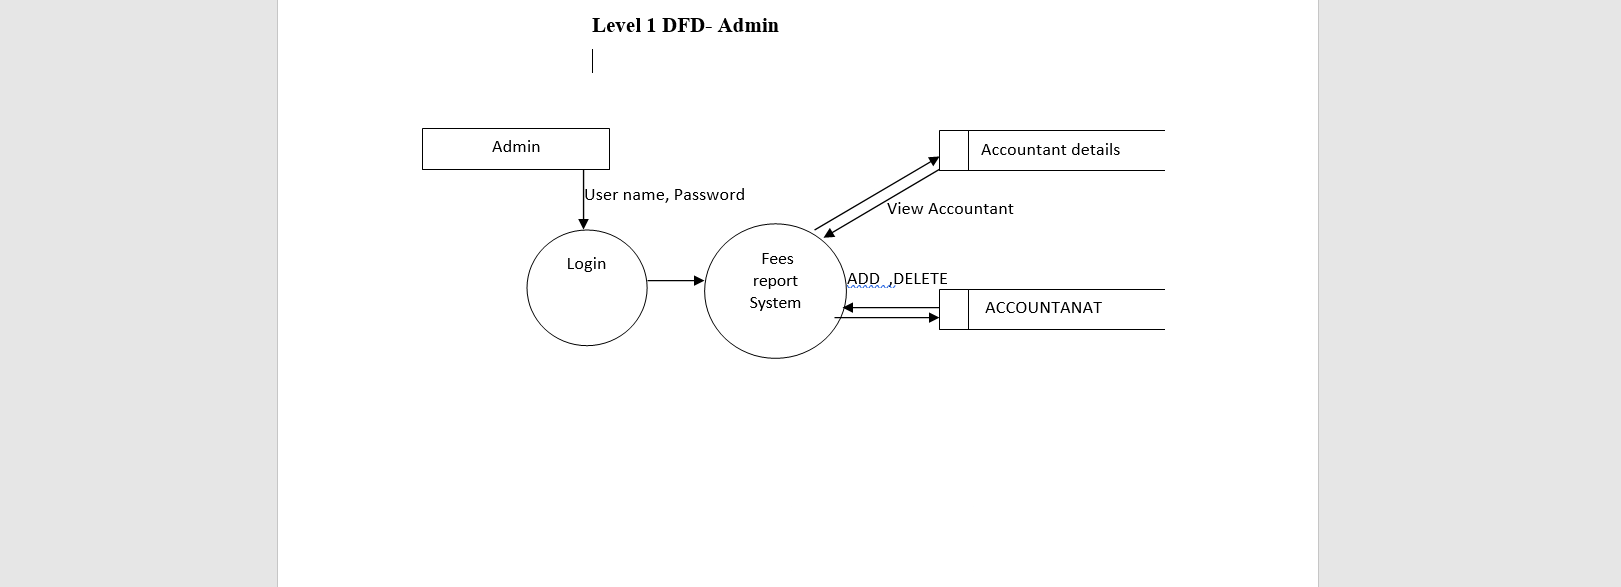 Level 1 DFD- Admin
Admin
Accountant details
User name, Password
View Accountant
Login
Fees
report
System
ADD  ,DELETE
ACCOUNTANAT